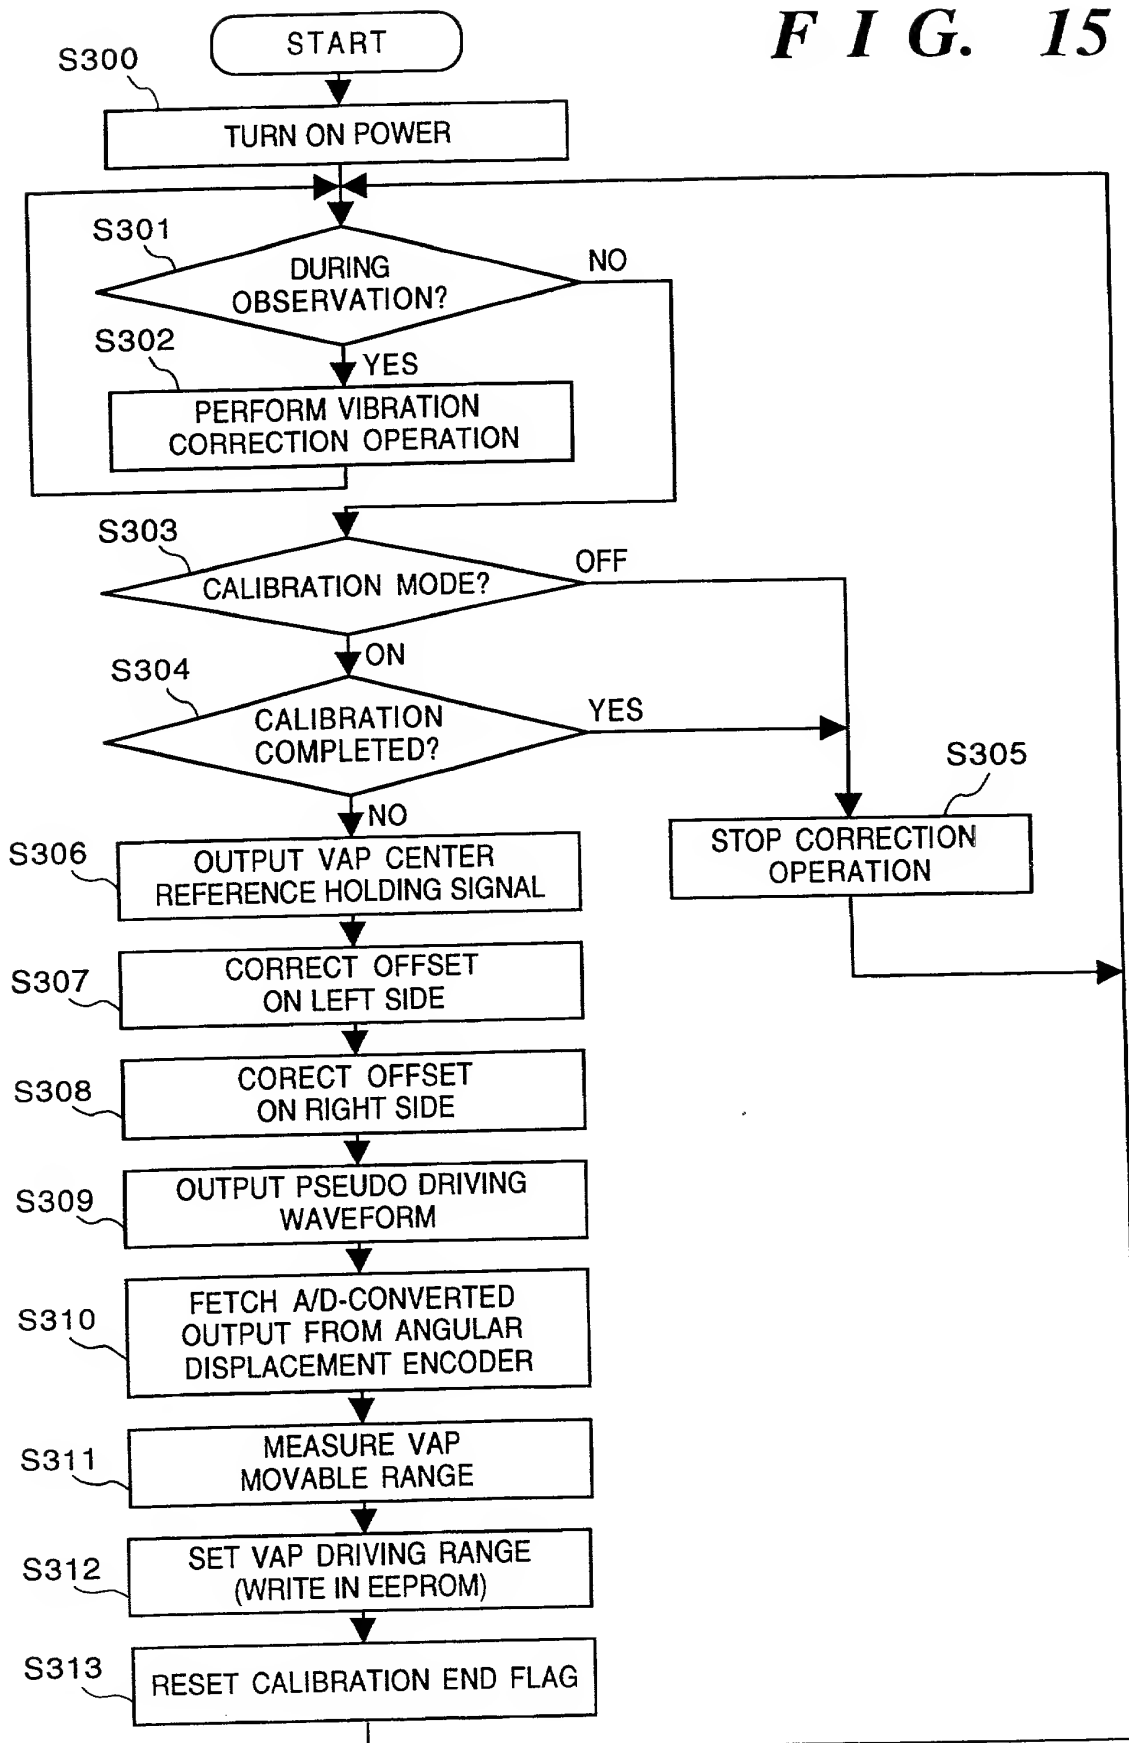 F I G. 15
START
S300
TURN ON POWER
S301
DURING
OBSERVATION?
NO
S302
YES
PERFORM VIBRATION
CORRECTION OPERATION
S303
CALIBRATION MODE?
OFF
ON
S304
CALIBRATION
COMPLETED?
YES
S305
STOP CORRECTION
OPERATION
NO
S306
OUTPUT VAP CENTER
REFERENCE HOLDING SIGNAL
S307
CORRECT OFFSET
ON LEFT SIDE
S308
CORECT OFFSET
ON RIGHT SIDE
S309
OUTPUT PSEUDO DRIVING
WAVEFORM
S310
FETCH A/D-CONVERTED
OUTPUT FROM ANGULAR
DISPLACEMENT ENCODER
S311
MEASURE VAP
MOVABLE RANGE
S312
SET VAP DRIVING RANGE
(WRITE IN EEPROM)
S313
RESET CALIBRATION END FLAG